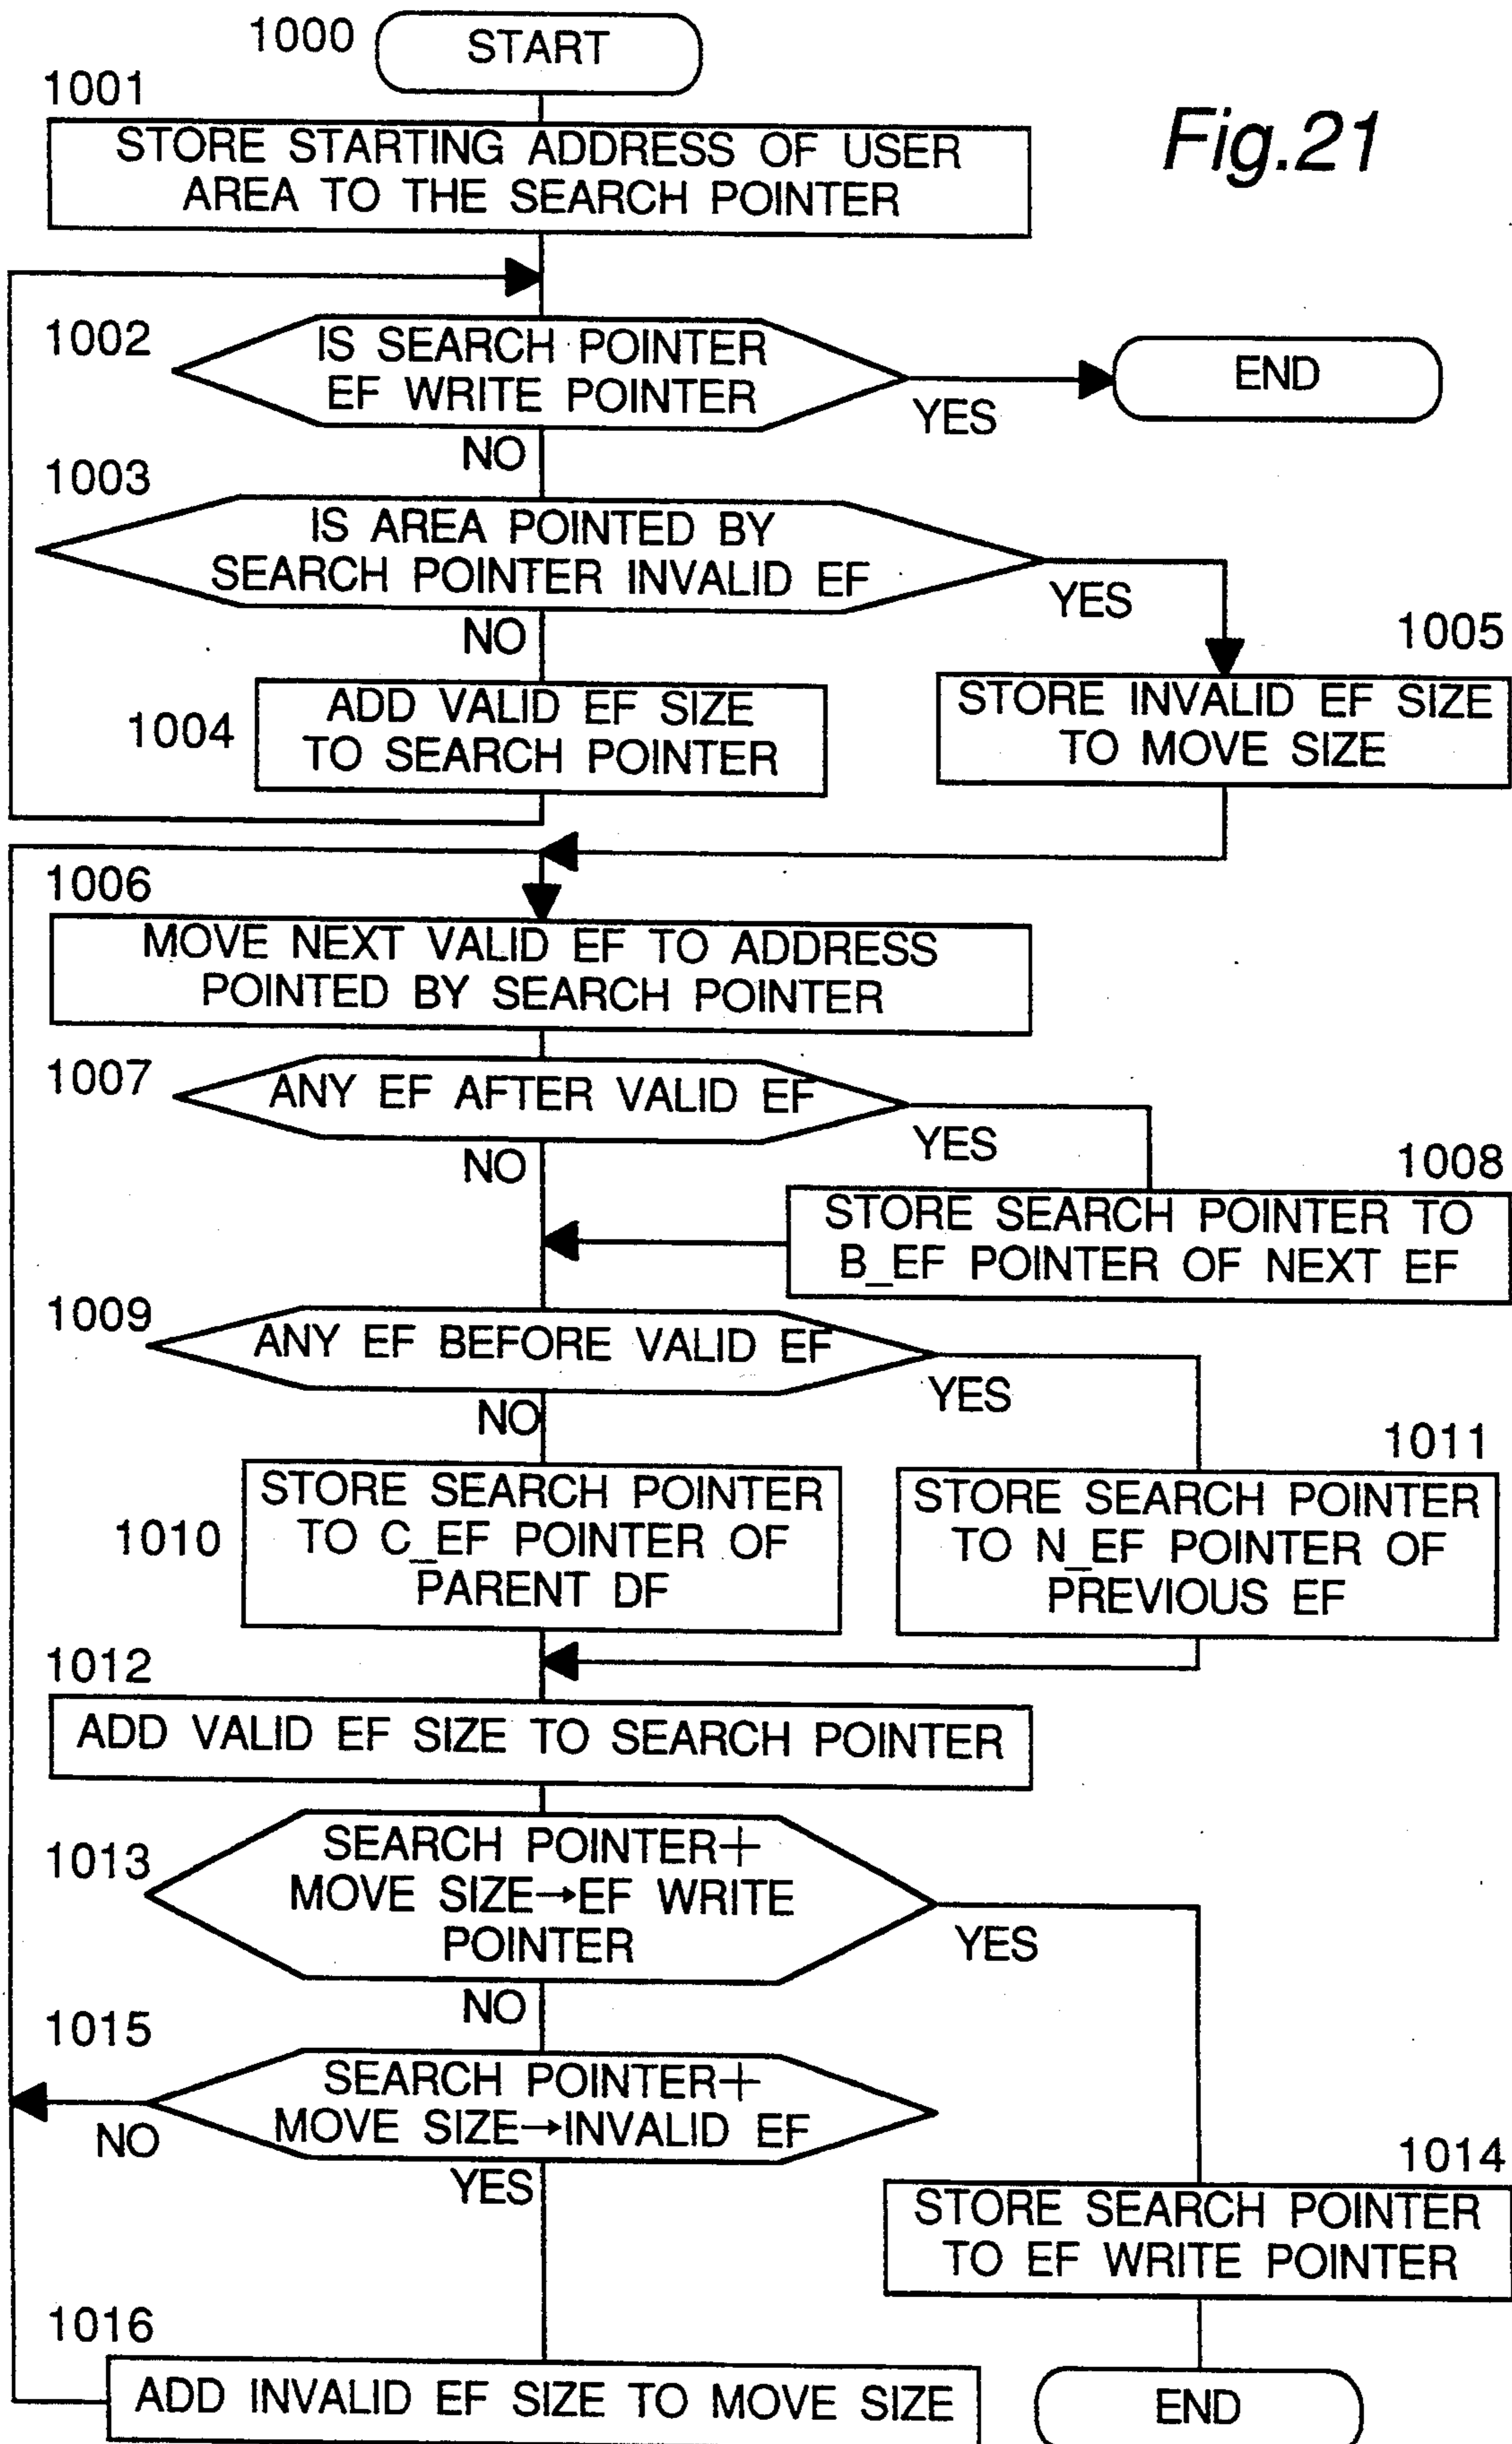 1000
START
Fig.21
1001
STORE STARTING ADDRESS OF USER
AREA TO THE SEARCH POINTER
1002
IS SEARCH POINTER
EF WRITE POINTER
YES
END
NO
1003
IS AREA POINTED BY
SEARCH POINTER INVALID EF
YES
NO
1004
ADD VALID EF SIZE
TO SEARCH POINTER
1005
STORE INVALID EF SIZE
TO MOVE SIZE
1006
MOVE NEXT VALID EF TO ADDRESS
POINTED BY SEARCH POINTER
1007
ANY EF AFTER VALID EF
YES
NO
1008
STORE SEARCH POINTER TO
B_EF POINTER OF NEXT EF
1009
ANY EF BEFORE VALID EF
YES
NO
1010
STORE SEARCH POINTER
TO C_EF POINTER OF
PARENT DF
1011
STORE SEARCH POINTER
TO N_EF POINTER OF
PREVIOUS EF
1012
ADD VALID EF SIZE TO SEARCH POINTER
1013
SEARCH POINTER+
MOVE SIZE→EF WRITE
POINTER
YES
NO
1015
SEARCH POINTER+
MOVE SIZE→INVALID EF
NO
YES
1014
STORE SEARCH POINTER
TO EF WRITE POINTER
1016
ADD INVALID EF SIZE TO MOVE SIZE
END